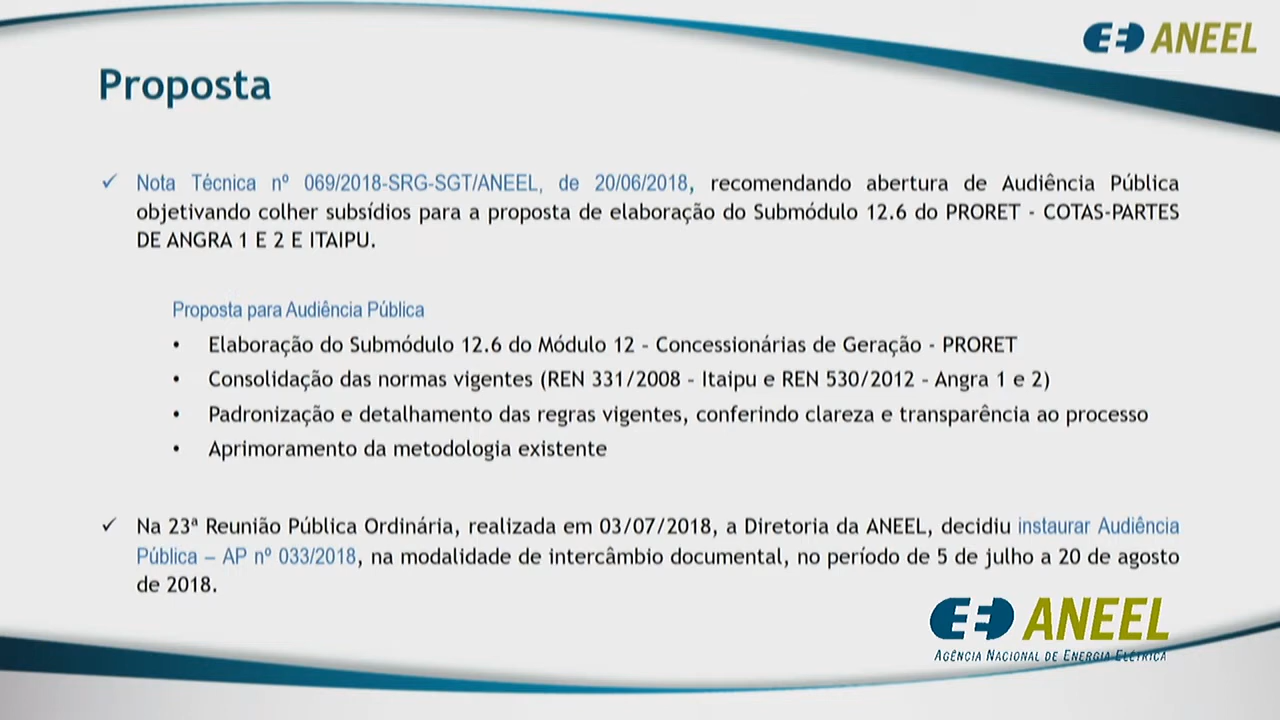 ANEEL
Proposta
✓ Nota Técnica nº 069/2018-SRG-SGT/ANEEL, de 20/06/2018, recomendando abertura de Audiência Pública
objetivando colher subsídios para a proposta de elaboração do Submódulo 12.6 do PRORET - COTAS-PARTES
DE ANGRA 1 E 2 E ITAIPU.
Proposta para Audiência Pública
• Elaboração do Submódulo 12.6 do Módulo 12 - Concessionárias de Geração - PRORET
• Consolidação das normas vigentes (REN 331/2008 - Itaipu e REN 530/2012 - Angra 1 e 2)
• Padronização e detalhamento das regras vigentes, conferindo clareza e transparência ao processo
• Aprimoramento da metodologia existente
✓ Na 23ª Reunião Pública Ordinária, realizada em 03/07/2018, a Diretoria da ANEEL, decidiu instaurar Audiência
Pública – AP nº 033/2018, na modalidade de intercâmbio documental, no período de 5 de julho a 20 de agosto
de 2018.
ANEEL
AGÊNCIA NACIONAL DE ENERGIA ELÉTRICA